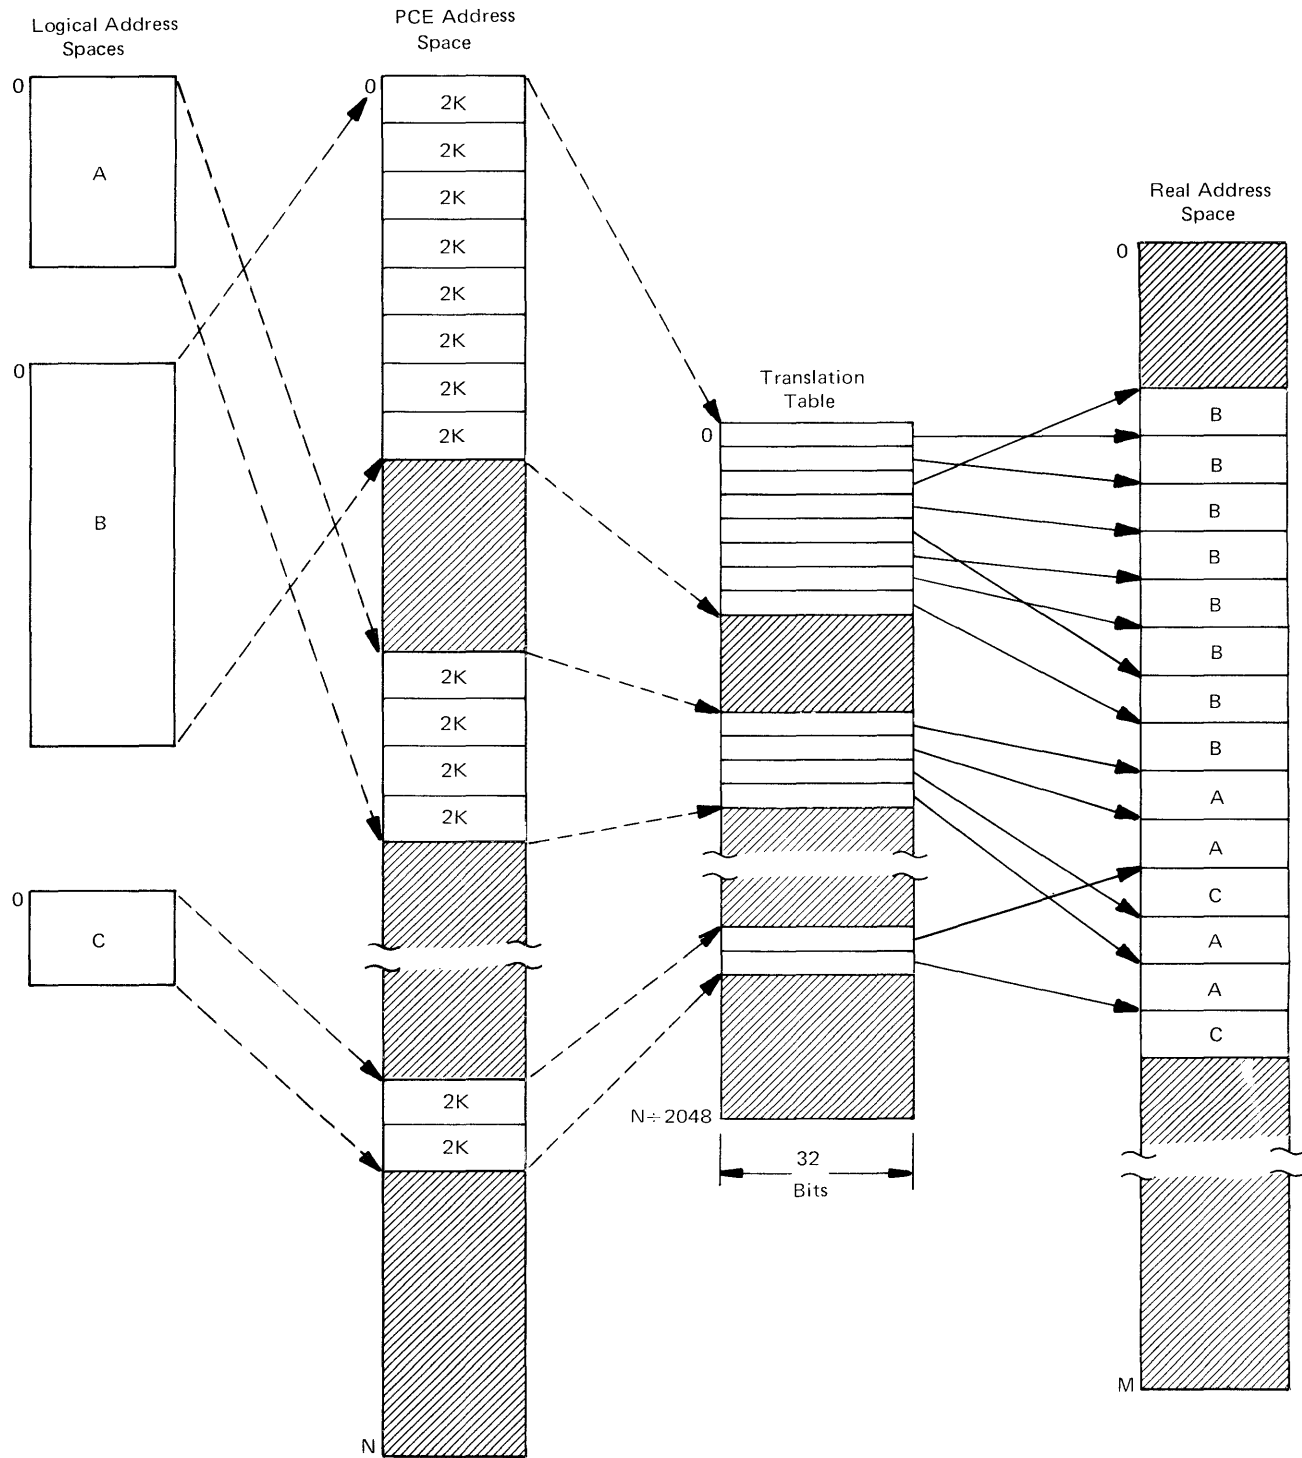 Logical Address
Spaces
0
A
0
B
0
C
PCE Address
Space
0
2K
2K
2K
2K
2K
2K
2K
2K
2K
2K
2K
2K
2K
2K
N
Translation
Table
0
N÷2048
32
Bits
Real Address
Space
0
B
B
B
B
B
B
B
B
A
A
C
A
A
C
M